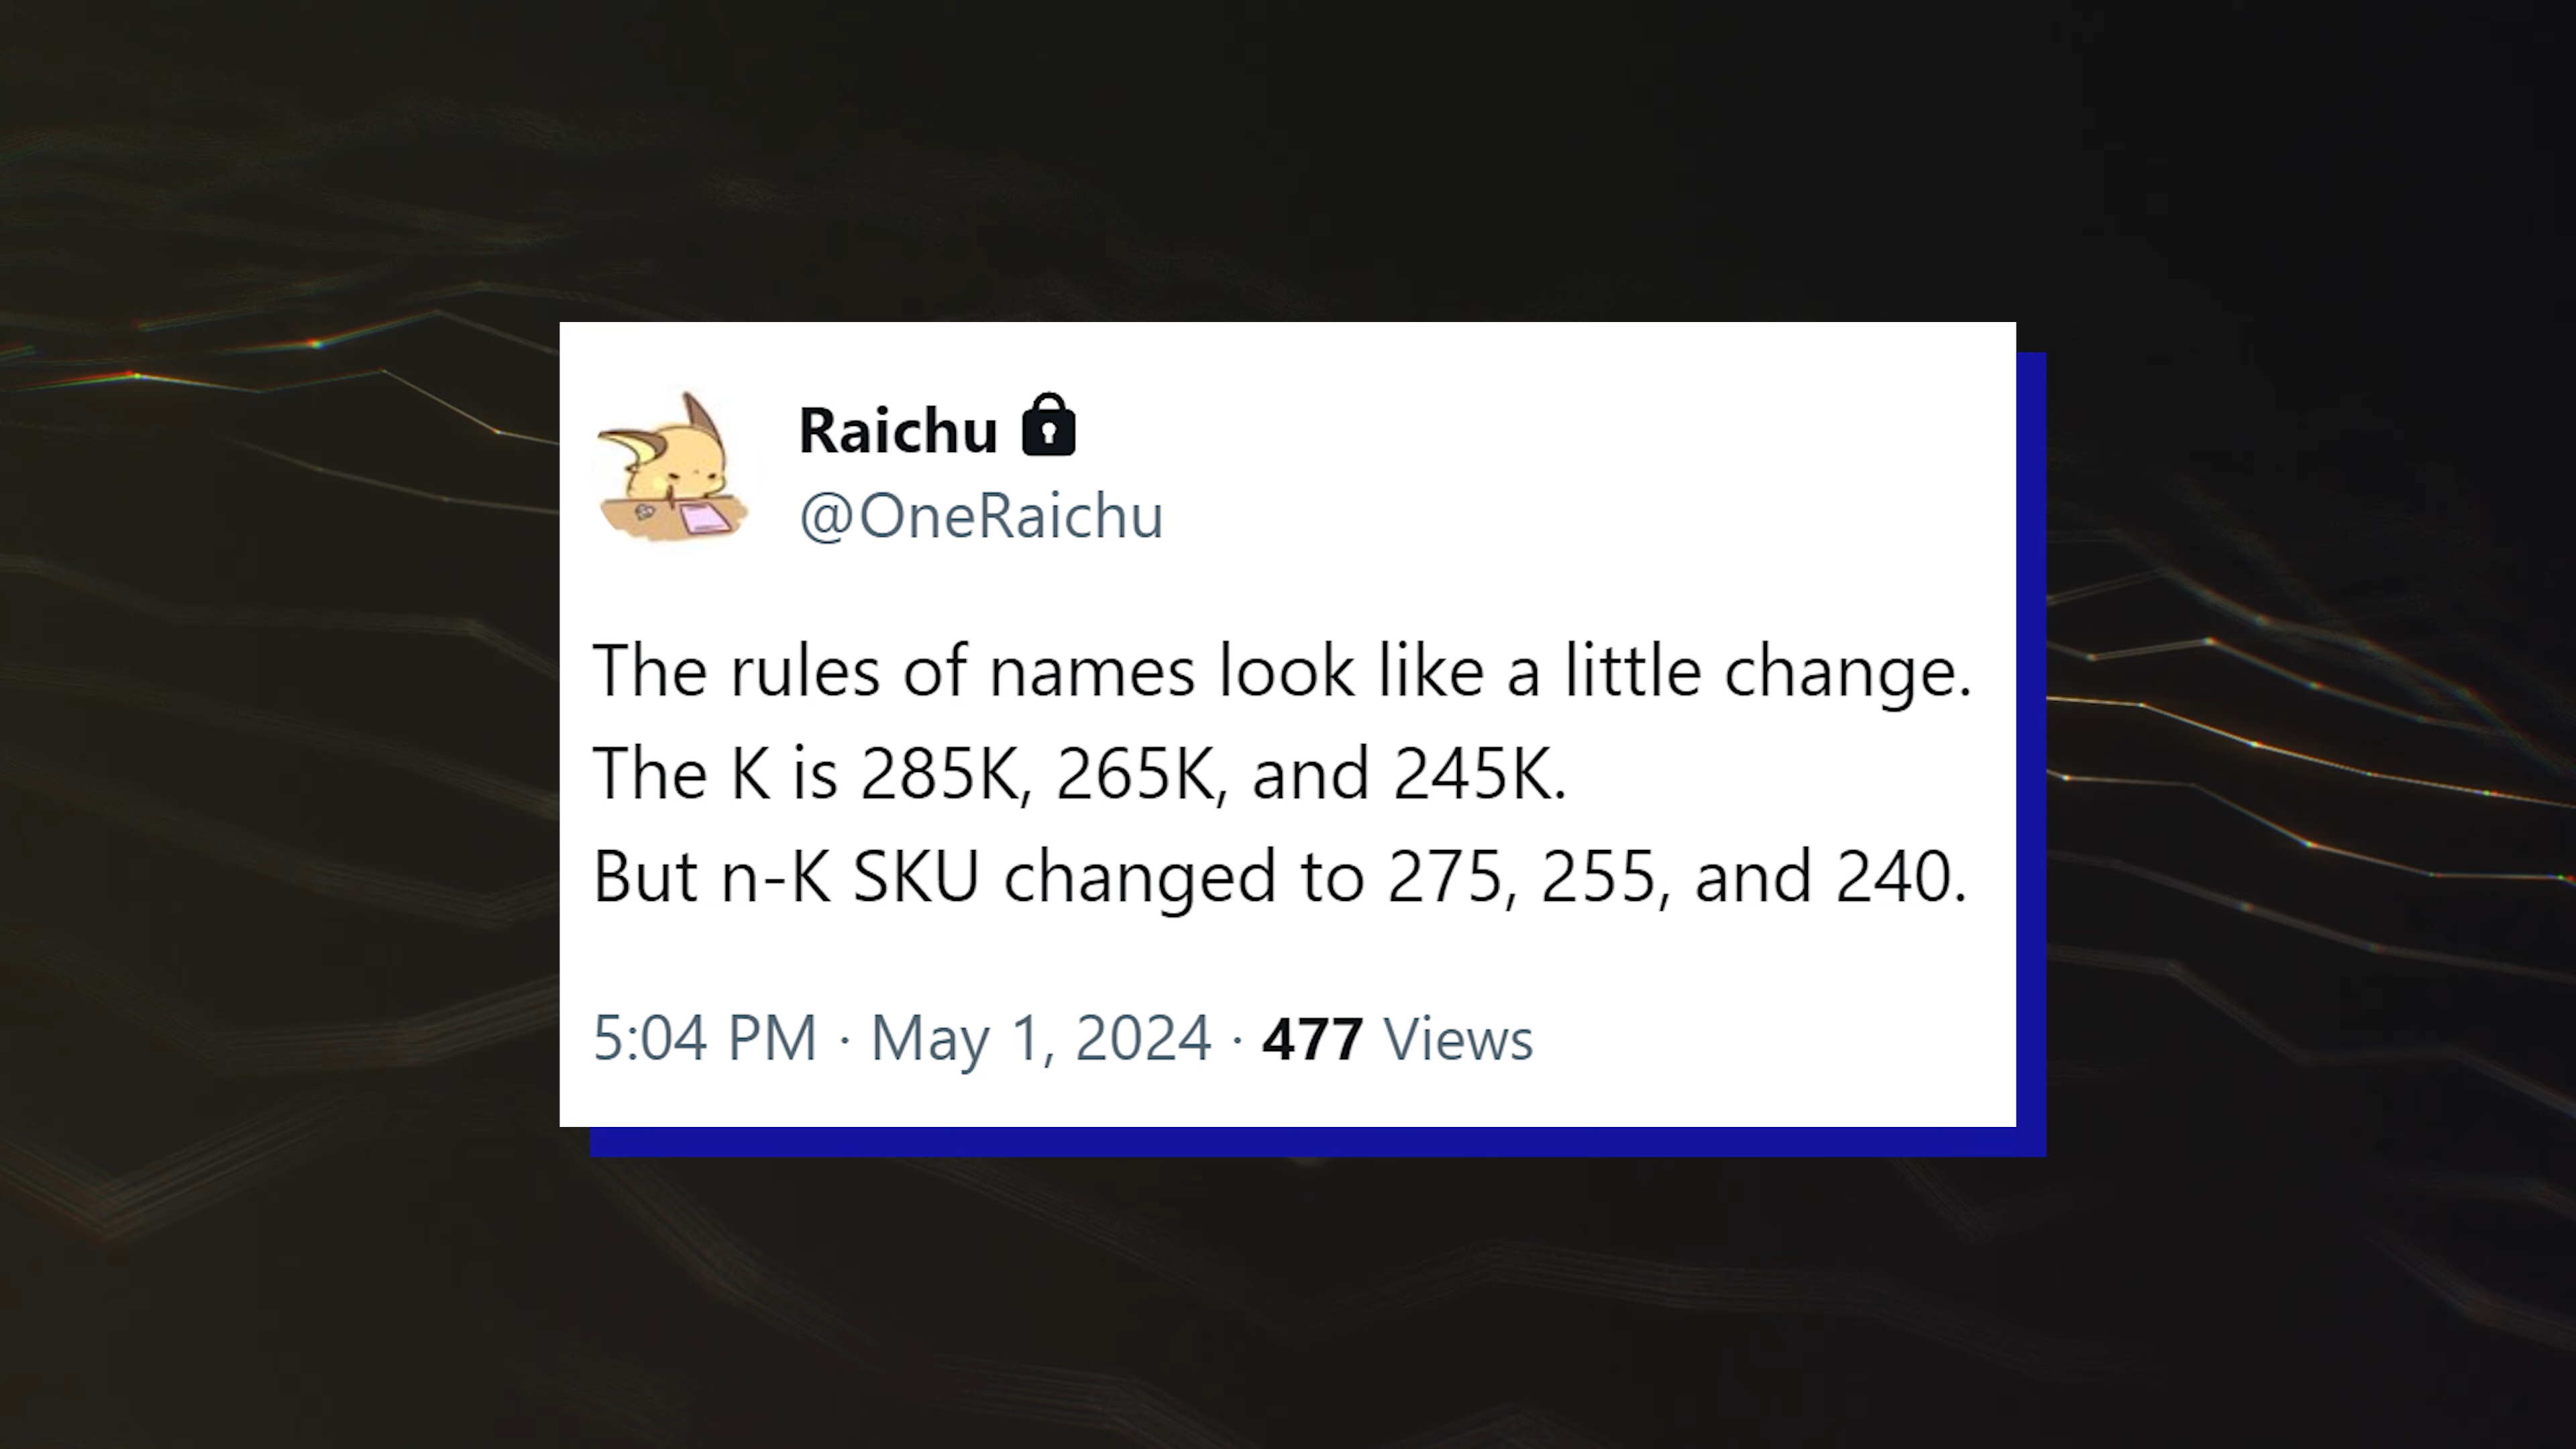 Raichu
@OneRaichu
The rules of names look like a little change.
The K is 285K, 265K, and 245K.
But n-K SKU changed to 275, 255, and 240.
5:04 PM · May 1, 2024 · 477 Views